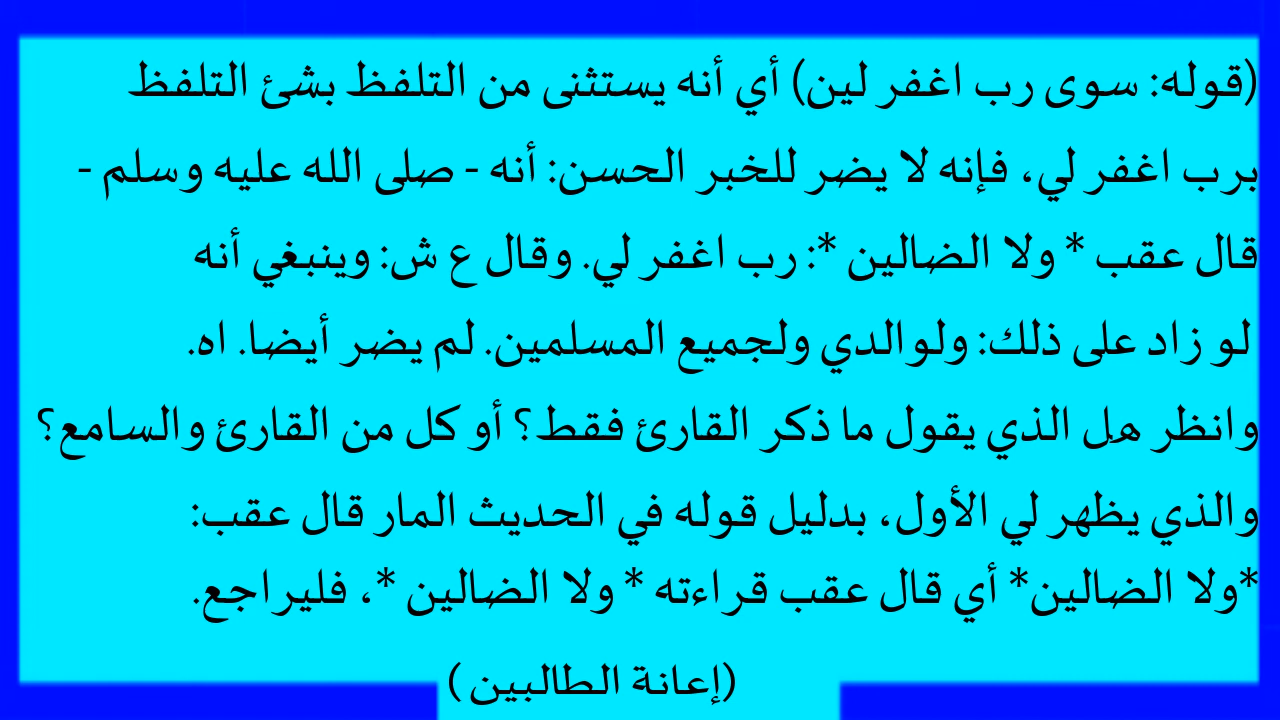 (قوله: سوى رب اغفر لين) أي أنه يستثنى من التلفظ بشئ التلفظ
برب اغفر لي، فإنه لا يضر للخبر الحسن: أنه - صلى الله عليه وسلم -
قال عقب * ولا الضالين *: رب اغفر لي. وقال ع ش: وينبغي أنه
لو زاد على ذلك: ولوالدي ولجميع المسلمين. لم يضر أيضا. اه.
وانظر هل الذي يقول ما ذكر القارئ فقط؟ أو كل من القارئ والسامع؟
والذي يظهر لي الأول، بدليل قوله في الحديث المار قال عقب:
*ولا الضالين* أي قال عقب قراءته * ولا الضالين *، فليراجع.
(إعانة الطالبين)